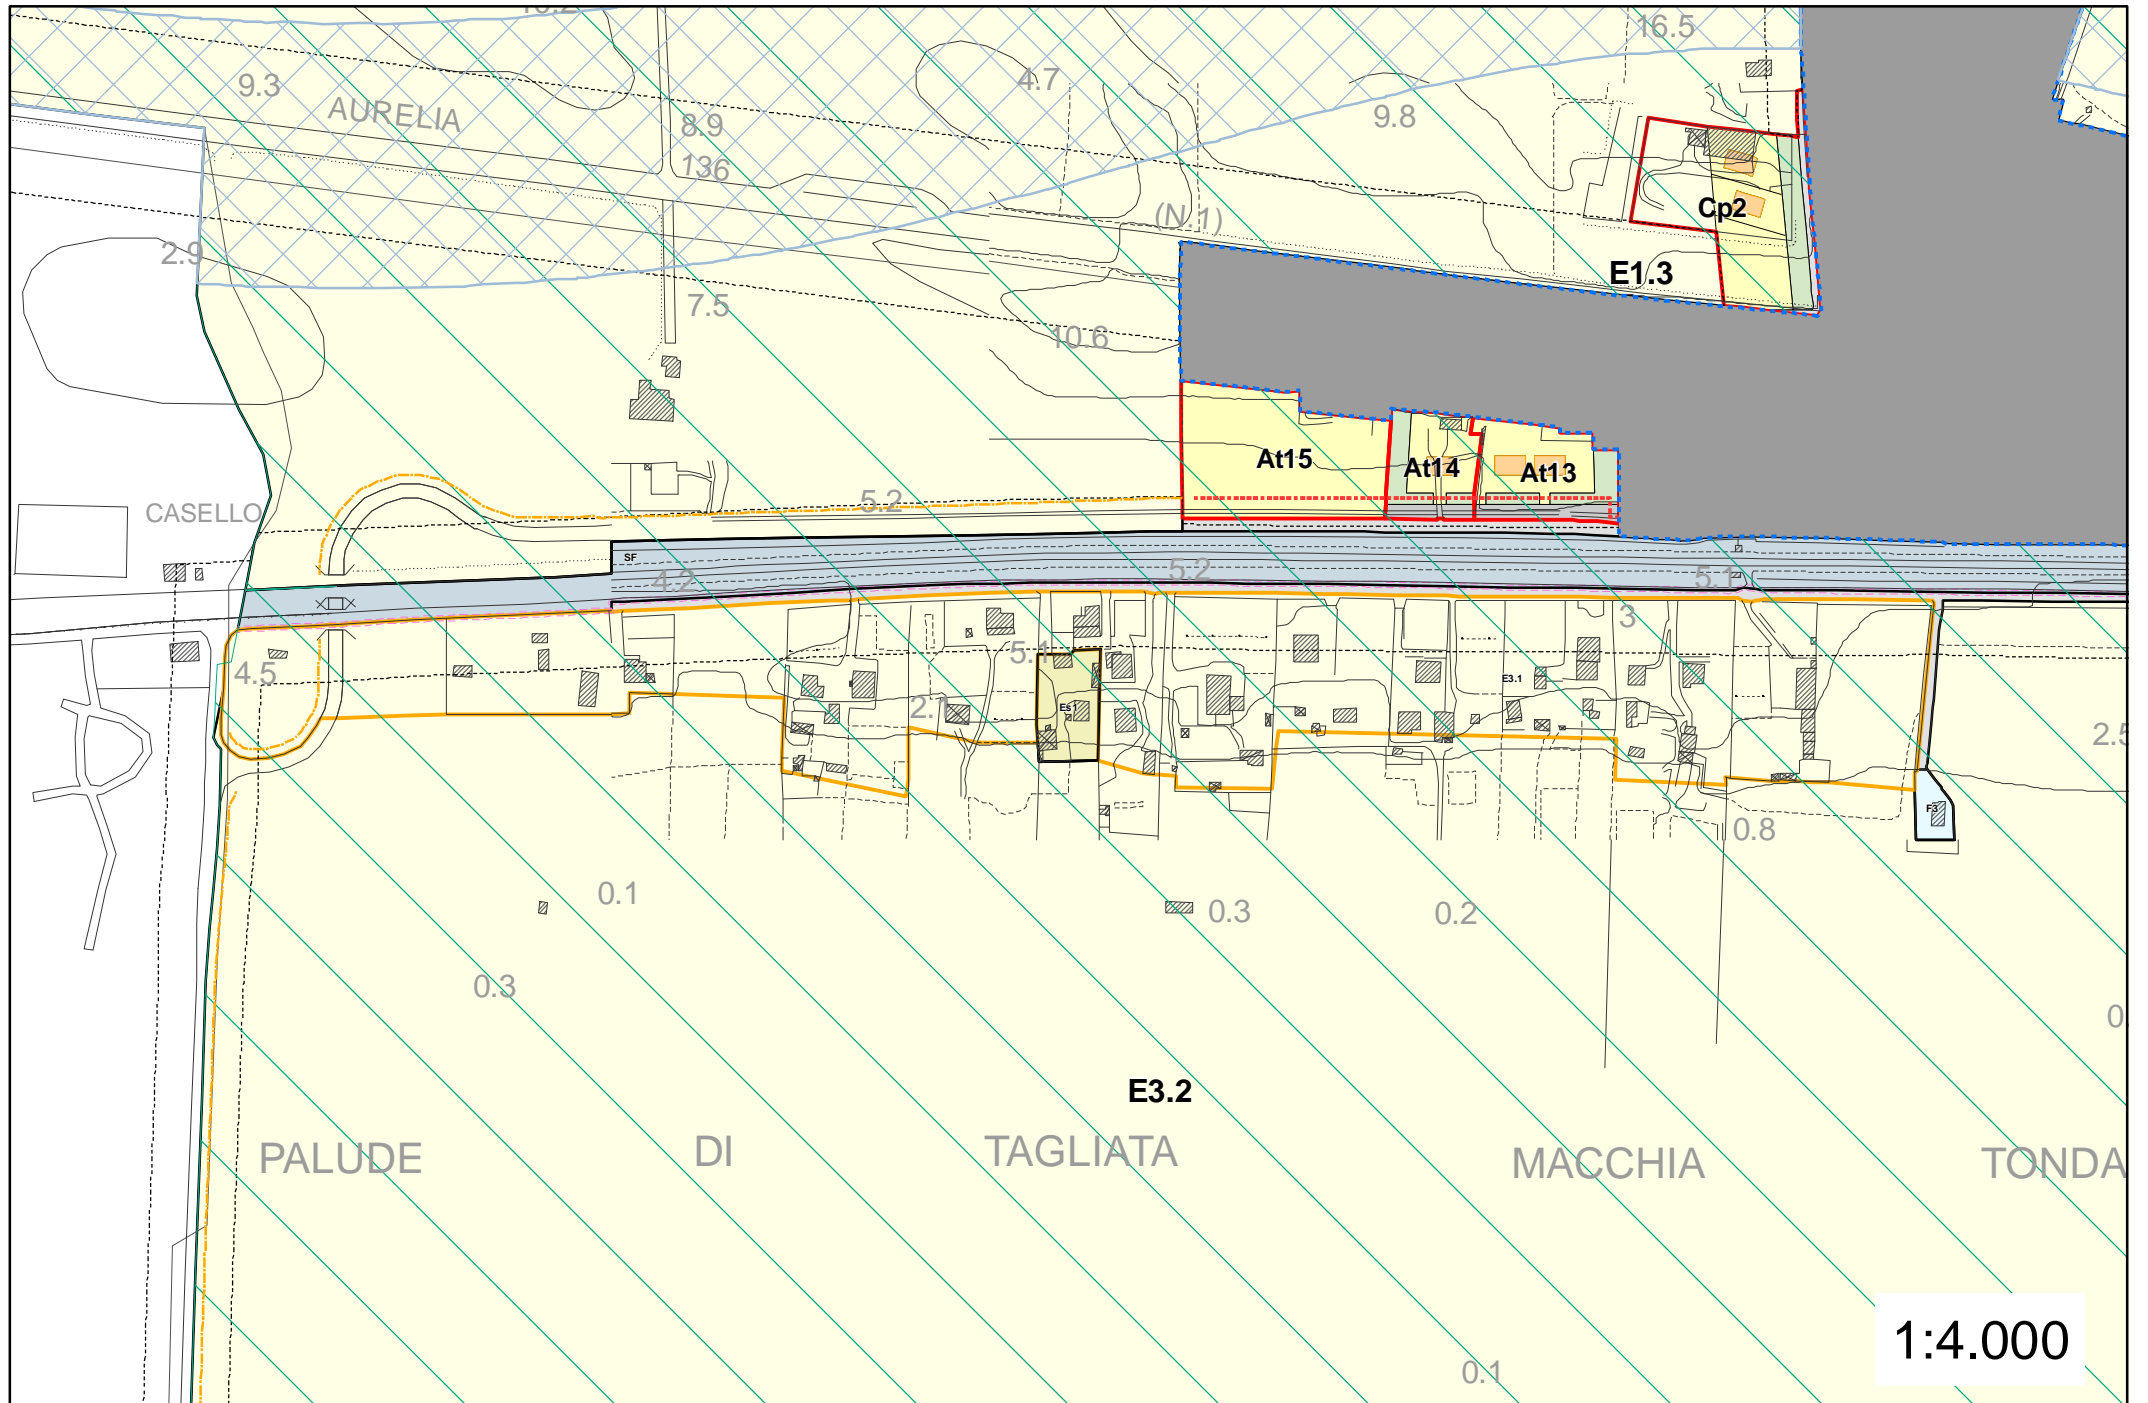 16.5
9.3
4.7
AURELIA
8.9
9.8
136
Cp2
(N.1)
2.9
E1.3
7.5
10.6
At15
At14
At13
5.2
CASELLO
SF
4.2
5.2
5.1
3
5.1
4.5
E3.1
2.1
Es1
2.5
F3
0.8
0.1
0.3
0.2
0.3
E3.2
PALUDE DI TAGLIATA MACCHIA TONDA
1:4.000
0.1